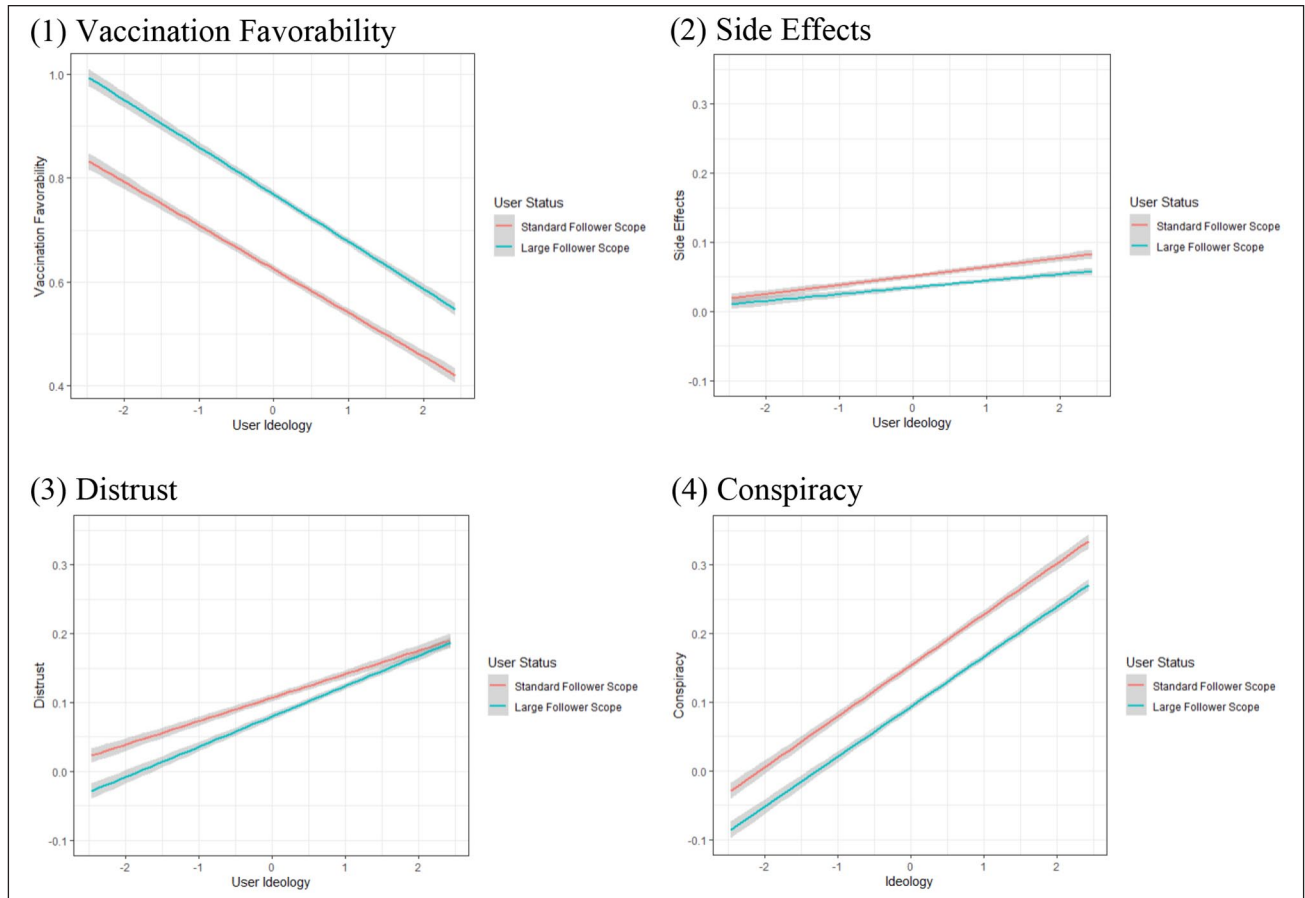 (1) Vaccination Favorability
1.0
0.8
0.6
0.4
Vaccination Favorability
-2 -1 0 1 2
User Ideology
User Status
Standard Follower Scope
Large Follower Scope
(2) Side Effects
0.3
0.2
0.1
0.0
-0.1
Side Effects
-2 -1 0 1 2
User Ideology
User Status
Standard Follower Scope
Large Follower Scope
(3) Distrust
0.3
0.2
0.1
0.0
-0.1
Distrust
-2 -1 0 1 2
User Ideology
User Status
Standard Follower Scope
Large Follower Scope
(4) Conspiracy
0.3
0.2
0.1
0.0
-0.1
Conspiracy
-2 -1 0 1 2
Ideology
User Status
Standard Follower Scope
Large Follower Scope